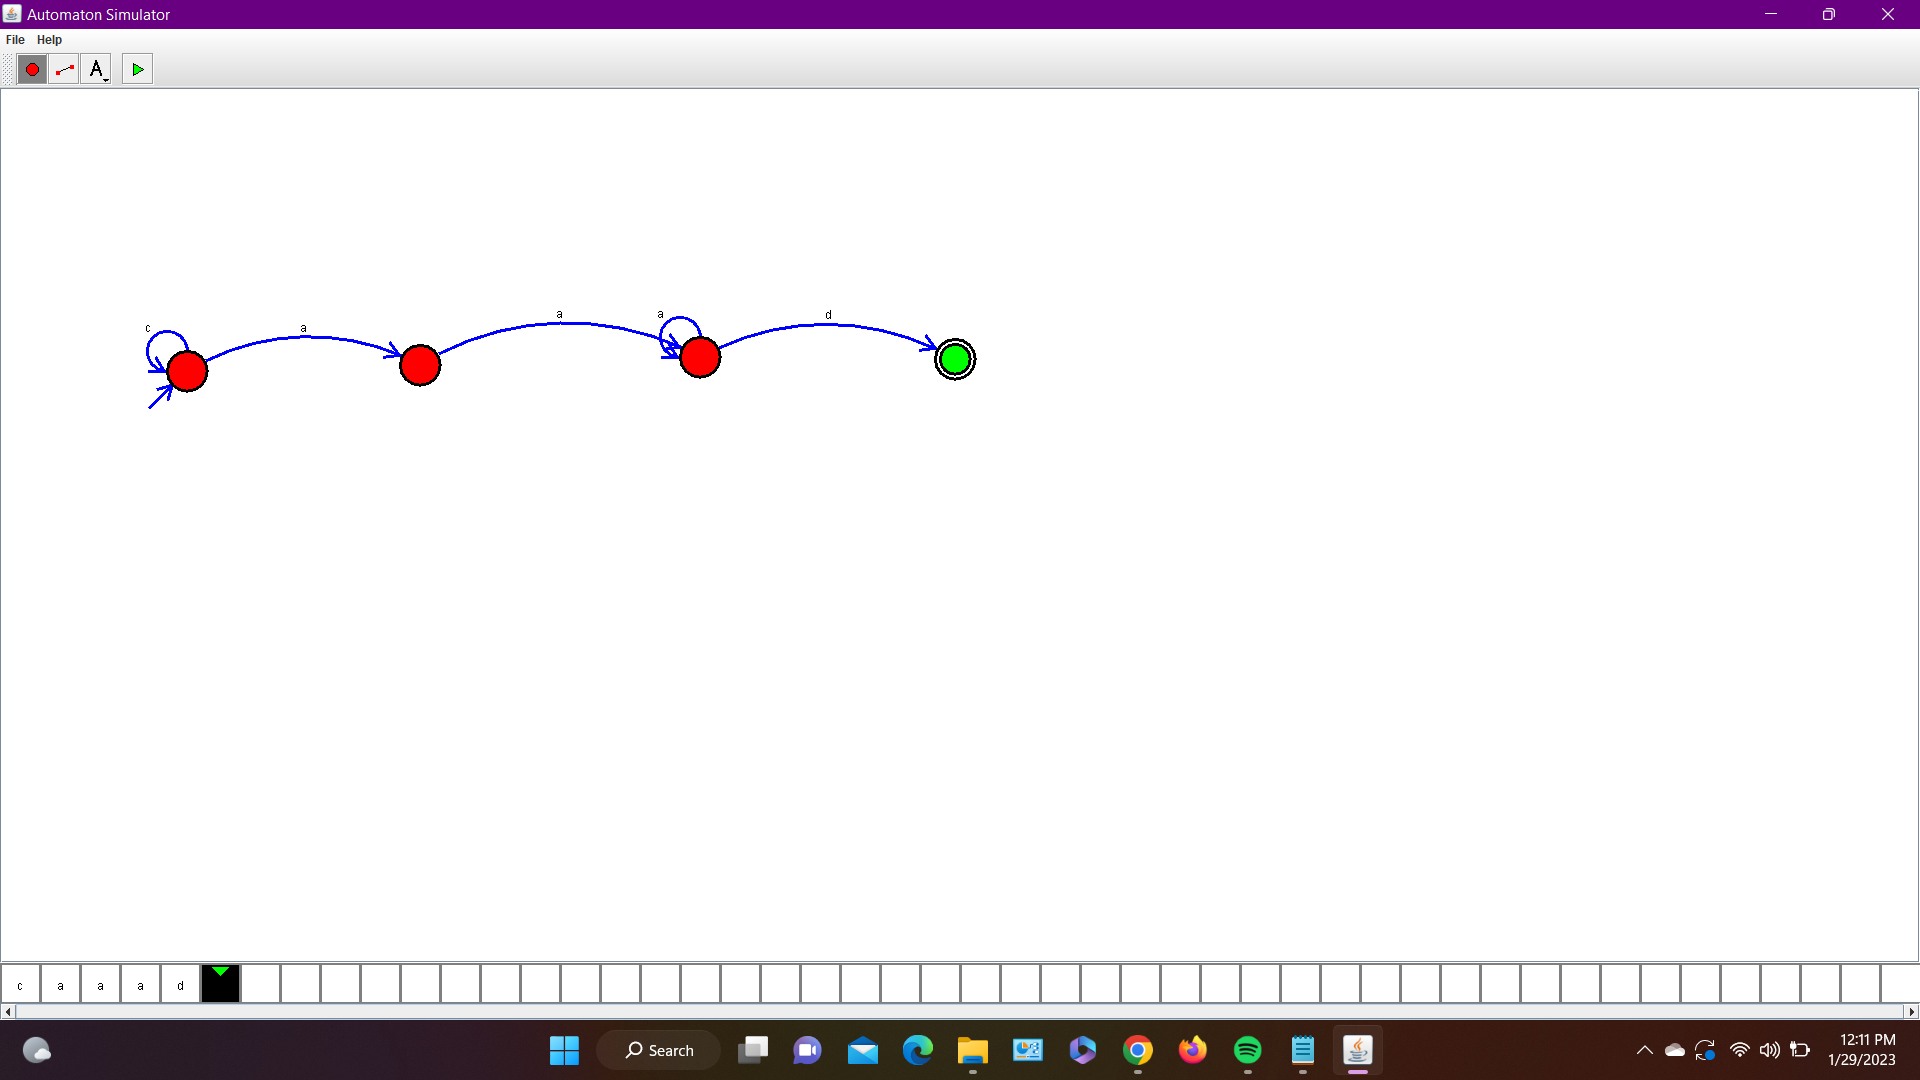 Automaton Simulator
File Help
A
a
a
d
c
a
c a a a d
Search
12:11 PM
1/29/2023